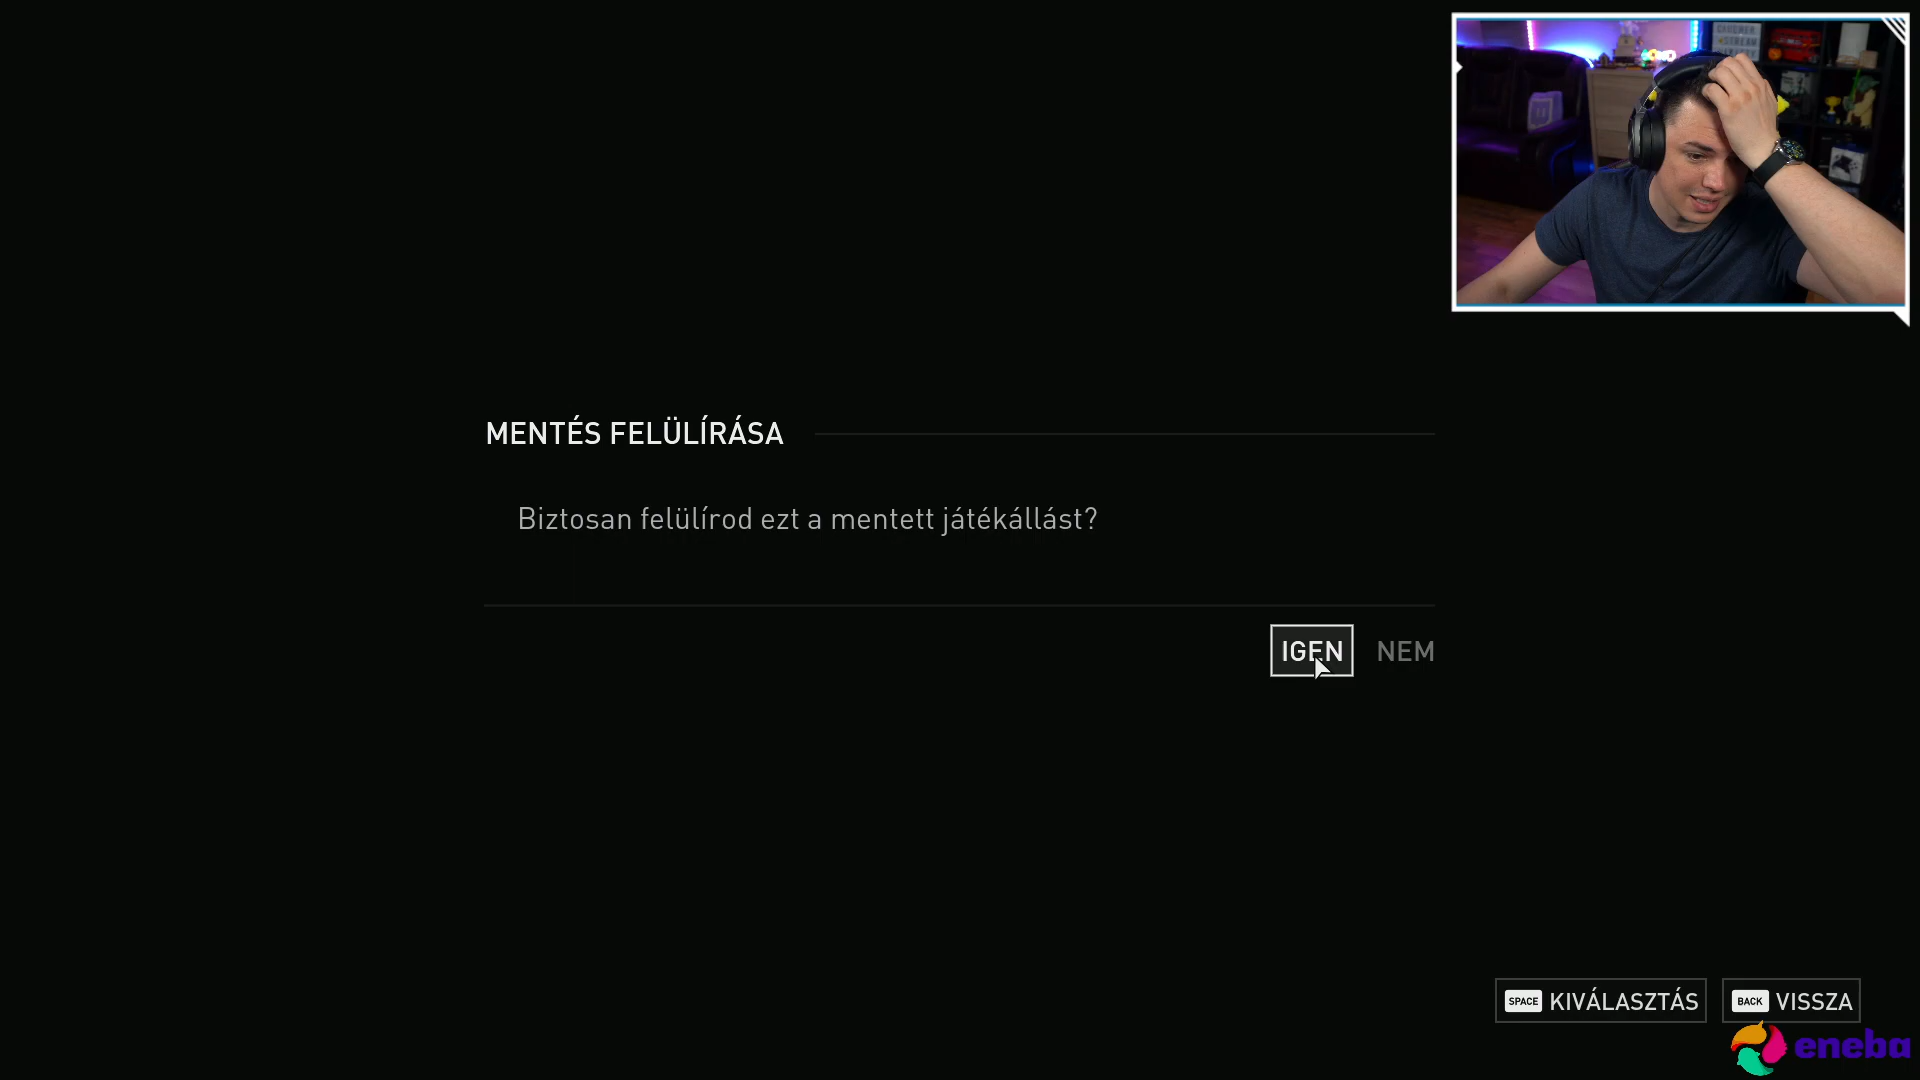 MENTÉS FELÜLÍRÁSA
Biztosan felülírod ezt a mentett játékállást?
IGEN NEM
SPACE KIVÁLASZTÁS BACK VISSZA
eneba